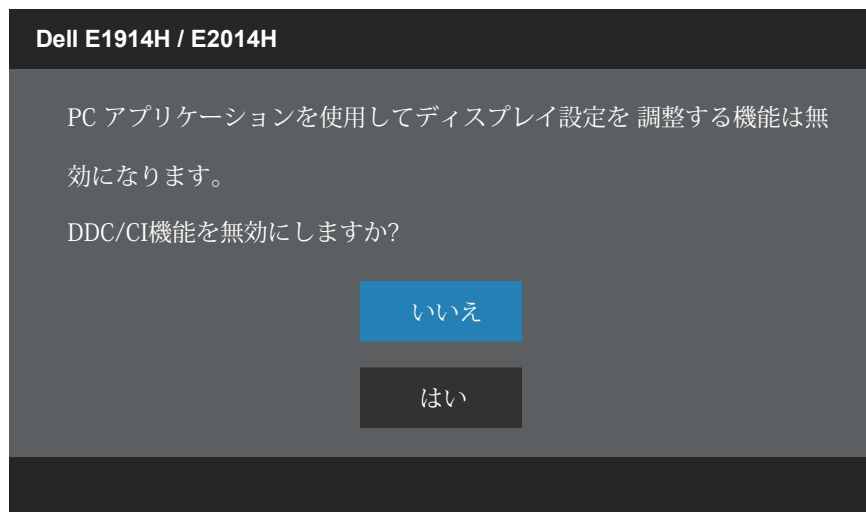 Dell E1914H / E2014H
PC アプリケーションを使用してディスプレイ設定を 調整する機能は無
効になります。
DDC/CI機能を無効にしますか?
いいえ
はい